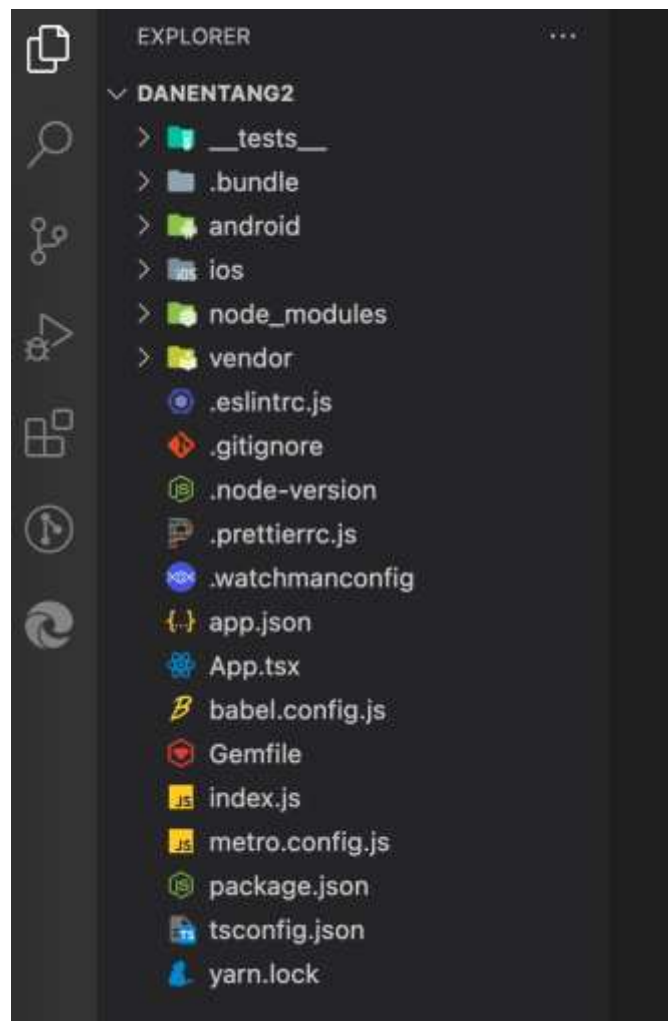 EXPLORER ...
DANENTANG2
__tests__
.bundle
android
ios
node_modules
vendor
.eslintrc.js
.gitignore
.node-version
.prettierrc.js
.watchmanconfig
app.json
App.tsx
babel.config.js
Gemfile
index.js
metro.config.js
package.json
tsconfig.json
yarn.lock